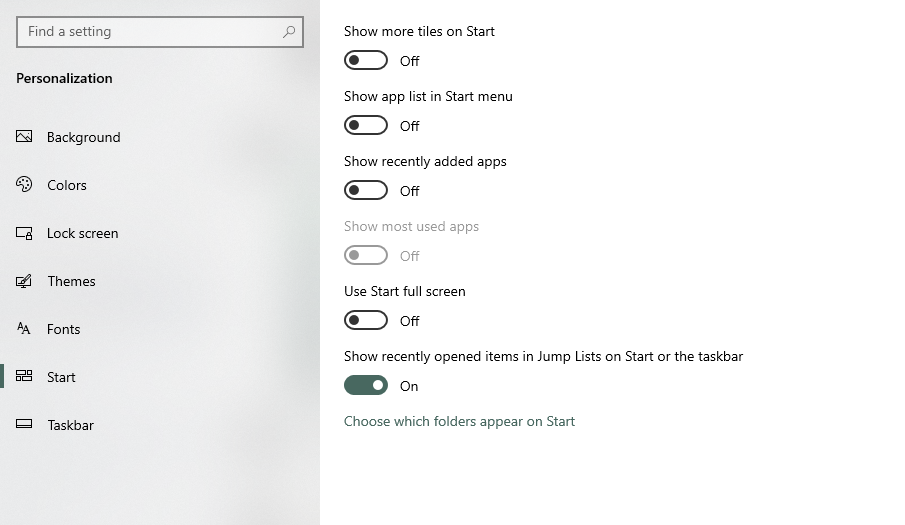 Find a setting
Personalization
Background
Colors
Lock screen
Themes
Fonts
Start
Taskbar
Show more tiles on Start
Off
Show app list in Start menu
Off
Show recently added apps
Off
Show most used apps
Off
Use Start full screen
Off
Show recently opened items in Jump Lists on Start or the taskbar
On
Choose which folders appear on Start